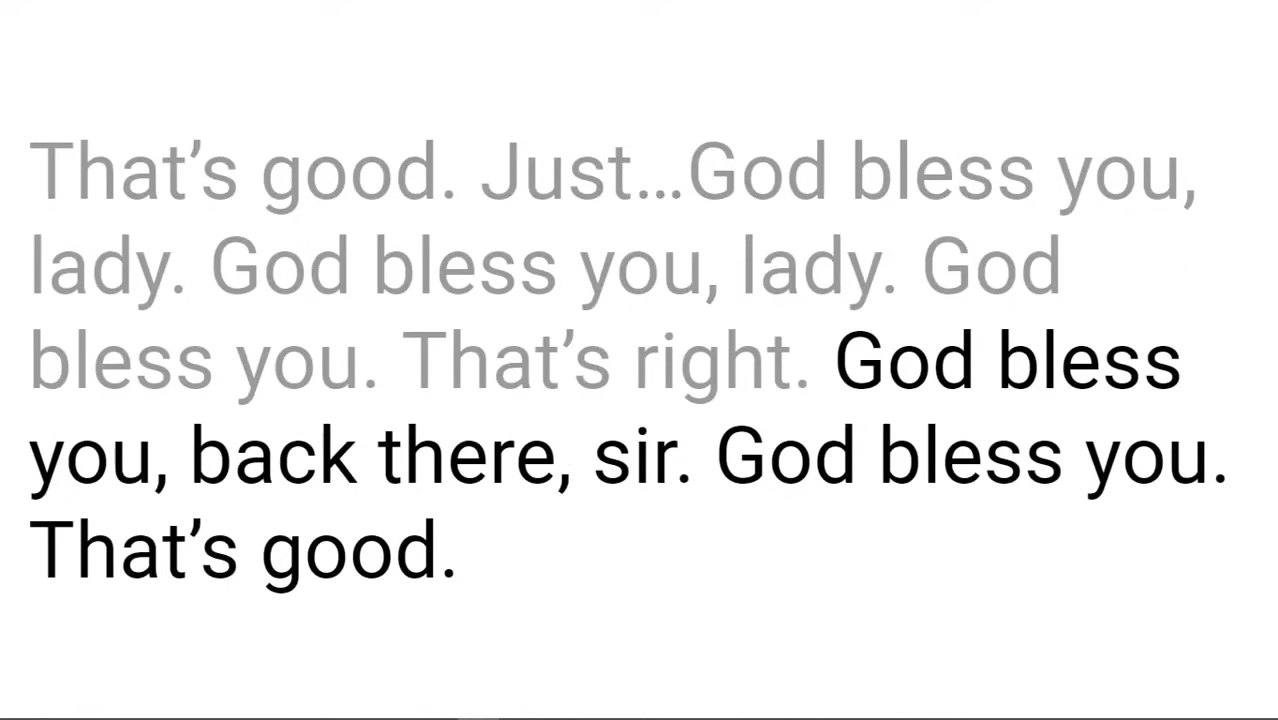 That’s good. Just…God bless you,
lady. God bless you, lady. God
bless you. That’s right. God bless
you, back there, sir. God bless you.
That’s good.